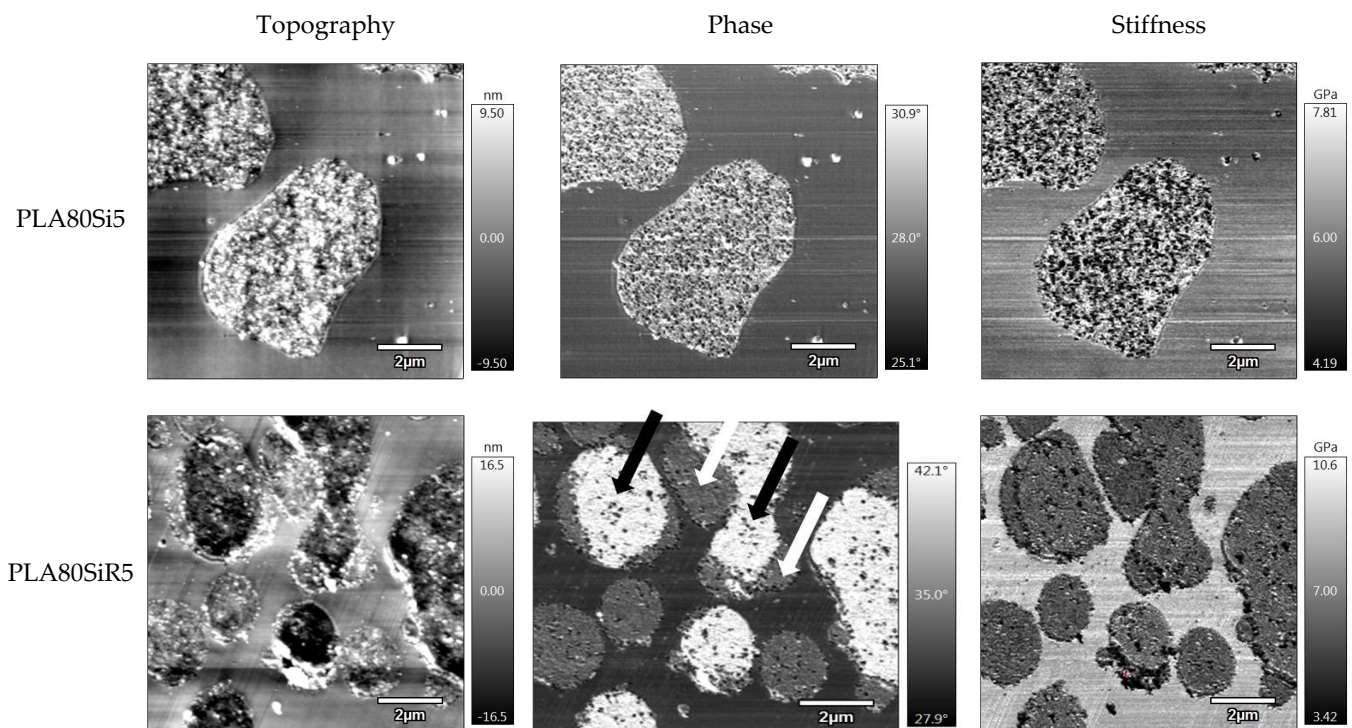 Topography
Phase
Stiffness
PLA80Si5
nm
9.50
0.00
-9.50
2μm
30.9°
28.0°
25.1°
2μm
GPa
7.81
6.00
4.19
2μm
PLA80SiR5
nm
16.5
0.00
-16.5
2μm
42.1°
35.0°
27.9°
2μm
GPa
10.6
7.00
3.42
2μm